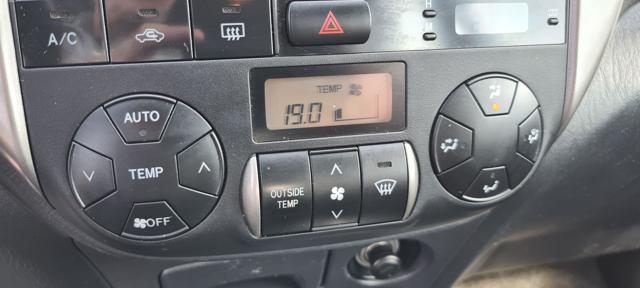 A/C
H
M
AUTO
TEMP
OFF
TEMP
19.0
OUTSIDE
TEMP